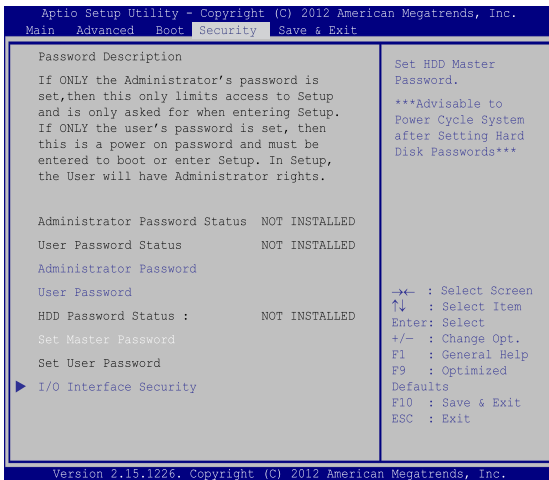 Aptio Setup Utility - Copyright (C) 2012 American Megatrends, Inc.
Main Advanced Boot Security Save & Exit
Password Description
If ONLY the Administrator's password is
set,then this only limits access to Setup
and is only asked for when entering Setup.
If ONLY the user's password is set, then
this is a power on password and must be
entered to boot or enter Setup. In Setup,
the User will have Administrator rights.
Administrator Password Status NOT INSTALLED
User Password Status NOT INSTALLED
Administrator Password
User Password
HDD Password Status : NOT INSTALLED
Set Master Password
Set User Password
I/O Interface Security
Set HDD Master
Password.
***Advisable to
Power Cycle System
after Setting Hard
Disk Passwords***
→← : Select Screen
↑↓ : Select Item
Enter: Select
+/− : Change Opt.
F1 : General Help
F9 : Optimized
Defaults
F10 : Save & Exit
ESC : Exit
Version 2.15.1226. Copyright (C) 2012 American Megatrends, Inc.